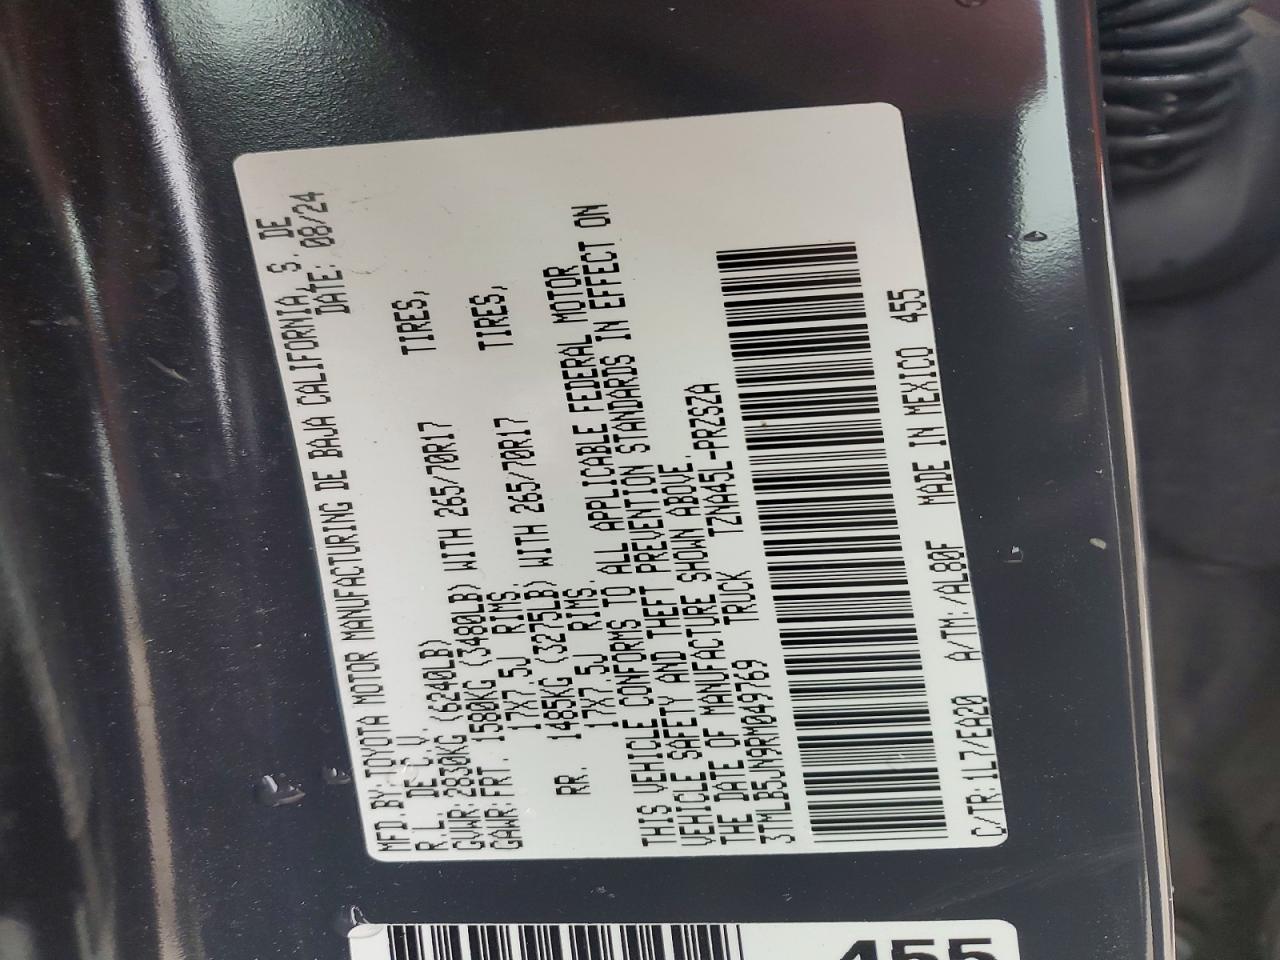 MFD.BY:TOYOTA MOTOR MANUFACTURING DE BAJA CALIFORNIA, S. DE
R.L. DE C.V. DATE: 08/24
GVWR:2830KG (6240LB)
GAWR:FRT. 1580KG (3480LB) WITH 265/70R17 TIRES,
17X7.5J RIMS.
RR. 1485KG (3275LB) WITH 265/70R17 TIRES,
17X7.5J RIMS.
THIS VEHICLE CONFORMS TO ALL APPLICABLE FEDERAL MOTOR
VEHICLE SAFETY AND THEFT PREVENTION STANDARDS IN EFFECT ON
THE DATE OF MANUFACTURE SHOWN ABOVE.
3TMLB5JN9RM049769 TRUCK TZNA45L-PRZSZA
C/TR:1L7/EA20 A/TM:/AL80F MADE IN MEXICO 455
455